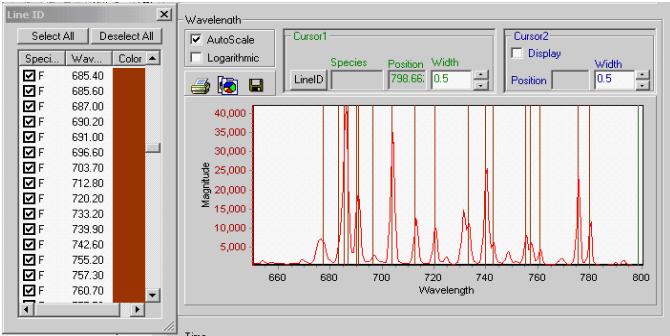 Line ID
Select All Deselect All
Speci... Wav... Color
F 685.40
F 685.60
F 687.00
F 690.20
F 691.00
F 696.60
F 703.70
F 712.80
F 720.20
F 733.20
F 739.90
F 742.60
F 755.20
F 757.30
F 760.70
Wavelength
AutoScale
Logarithmic
Cursor1
Species Position Width
LineID 798.66 0.5
Cursor2
Display
Width
Position 0.5
Magnitude
40,000
35,000
30,000
25,000
20,000
15,000
10,000
5,000
660 680 700 720 740 760 780 800
Wavelength